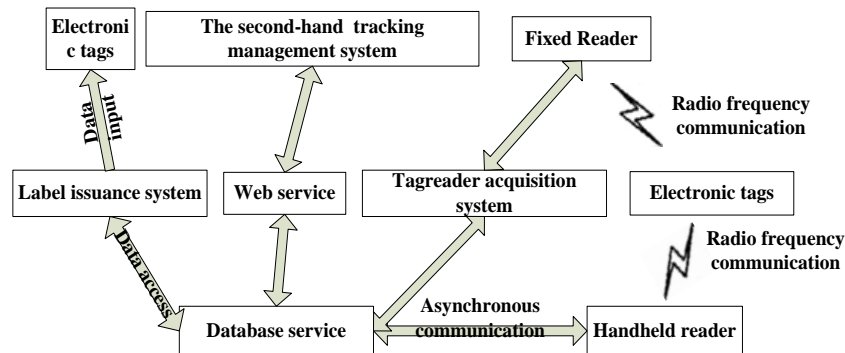 Electroni
c tags
The second-hand tracking
management system
Fixed Reader
Radio frequency
communication
Data
input
Label issuance system
Web service
Tagreader acquisition
system
Electronic tags
Radio frequency
communication
Data access
Database service
Asynchronous
communication
Handheld reader